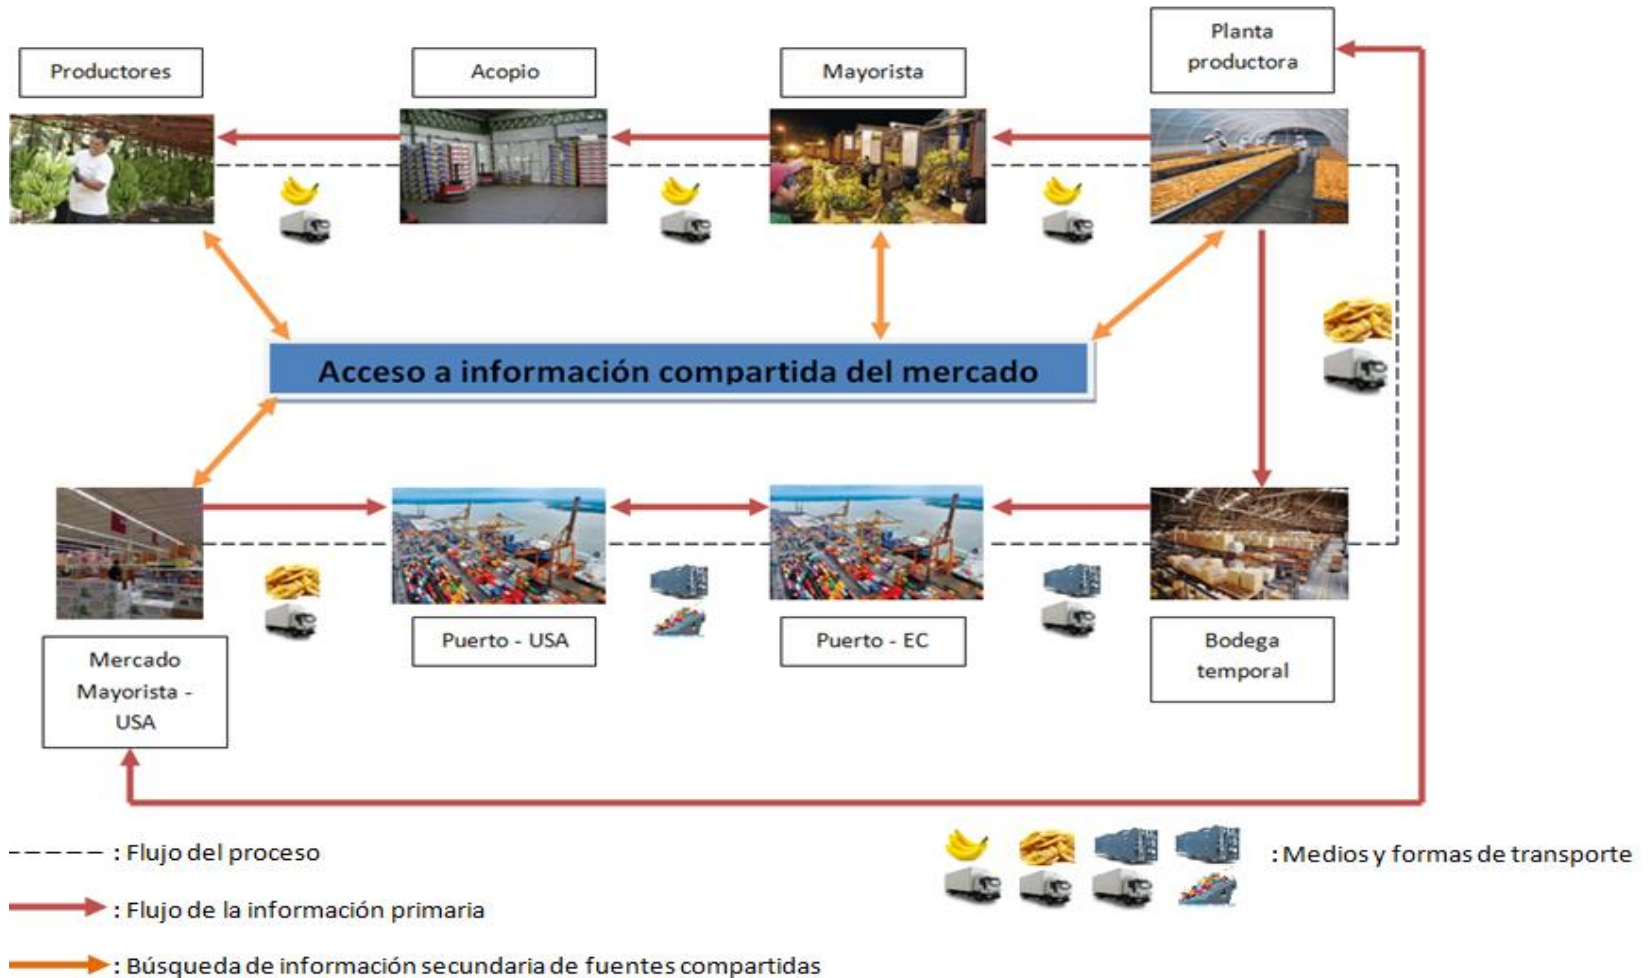 Productores
Acopio
Mayorista
Planta
productora
Acceso a información compartida del mercado
Mercado
Mayorista -
USA
Puerto - USA
Puerto - EC
Bodega
temporal
: Flujo del proceso
: Medios y formas de transporte
: Flujo de la información primaria
: Búsqueda de información secundaria de fuentes compartidas